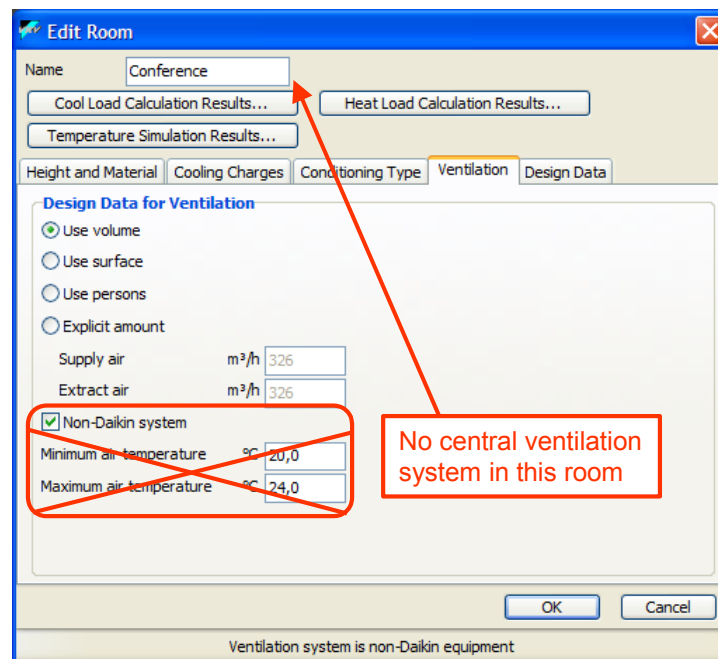 Edit Room
Name Conference
Cool Load Calculation Results... Heat Load Calculation Results...
Temperature Simulation Results...
Height and Material Cooling Charges Conditioning Type Ventilation Design Data
Design Data for Ventilation
Use volume
Use surface
Use persons
Explicit amount
Supply air m³/h 326
Extract air m³/h 326
Non-Daikin system
Minimum air temperature ºC 20,0
Maximum air temperature ºC 24,0
No central ventilation
system in this room
OK Cancel
Ventilation system is non-Daikin equipment